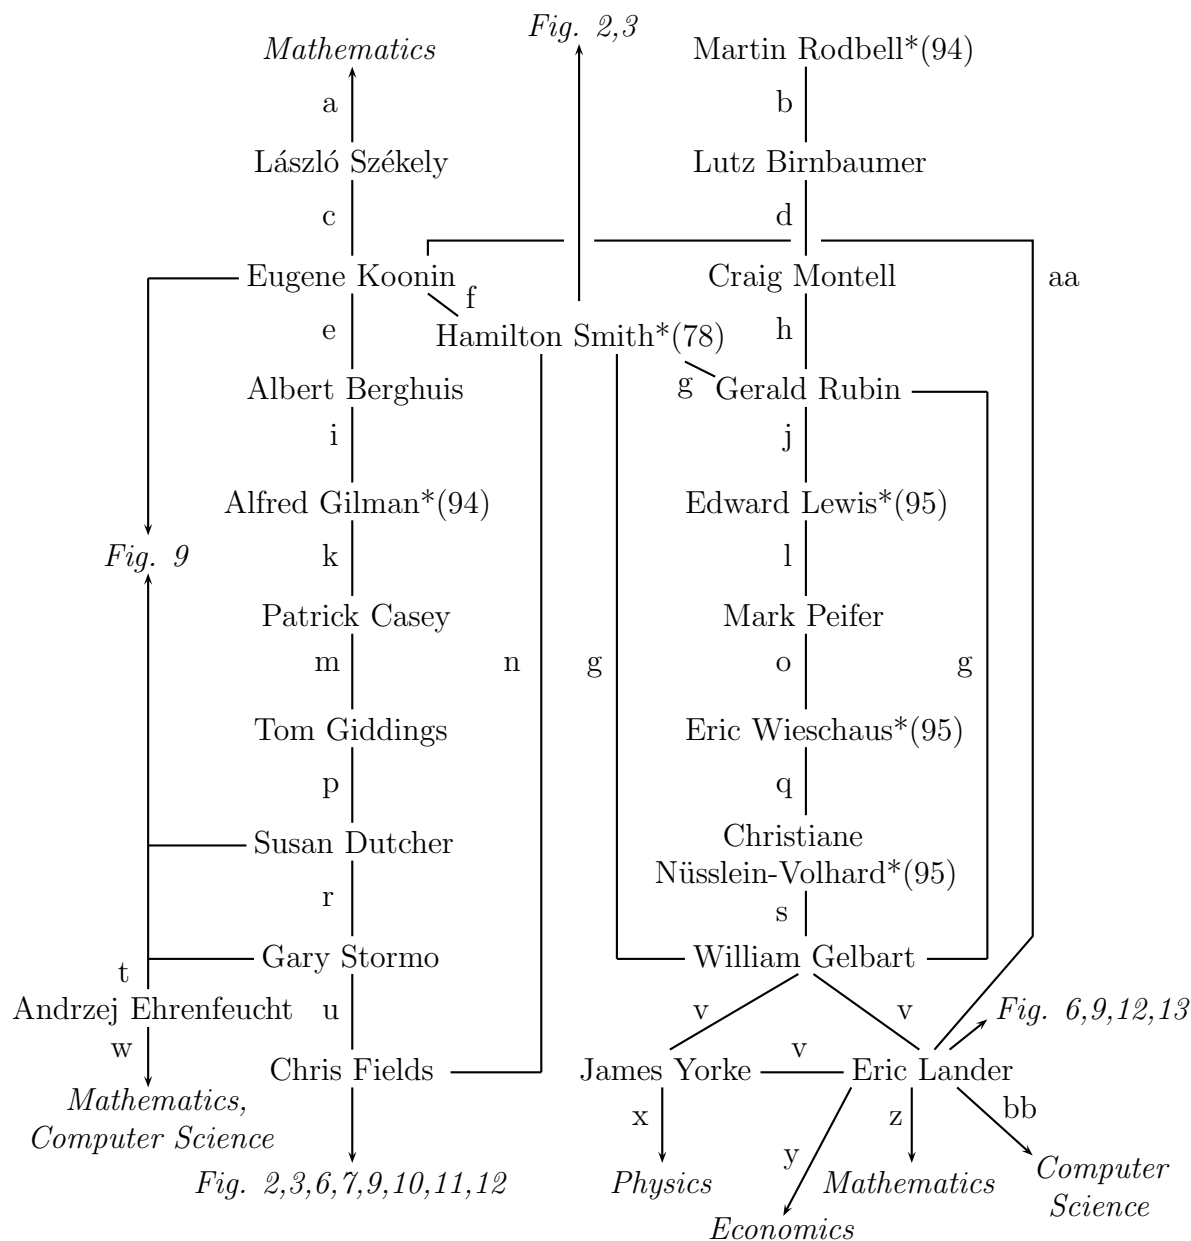 Fig. 2,3
Mathematics
Martin Rodbell*(94)
a
b
László Székely
Lutz Birnbaumer
c
d
Eugene Koonin
Craig Montell
aa
f
e
Hamilton Smith*(78)
h
Albert Berghuis
g
Gerald Rubin
i
j
Alfred Gilman*(94)
Edward Lewis*(95)
Fig. 9
k
l
Patrick Casey
Mark Peifer
m
n
g
o
g
Tom Giddings
Eric Wieschaus*(95)
p
q
Susan Dutcher
Christiane
Nüsslein-Volhard*(95)
r
s
Gary Stormo
William Gelbart
t
Andrzej Ehrenfeucht
u
v
v
Fig. 6,9,12,13
w
v
Chris Fields
James Yorke
Eric Lander
Mathematics,
Computer Science
x
z
bb
y
Fig. 2,3,6,7,9,10,11,12
Physics
Mathematics
Computer
Science
Economics